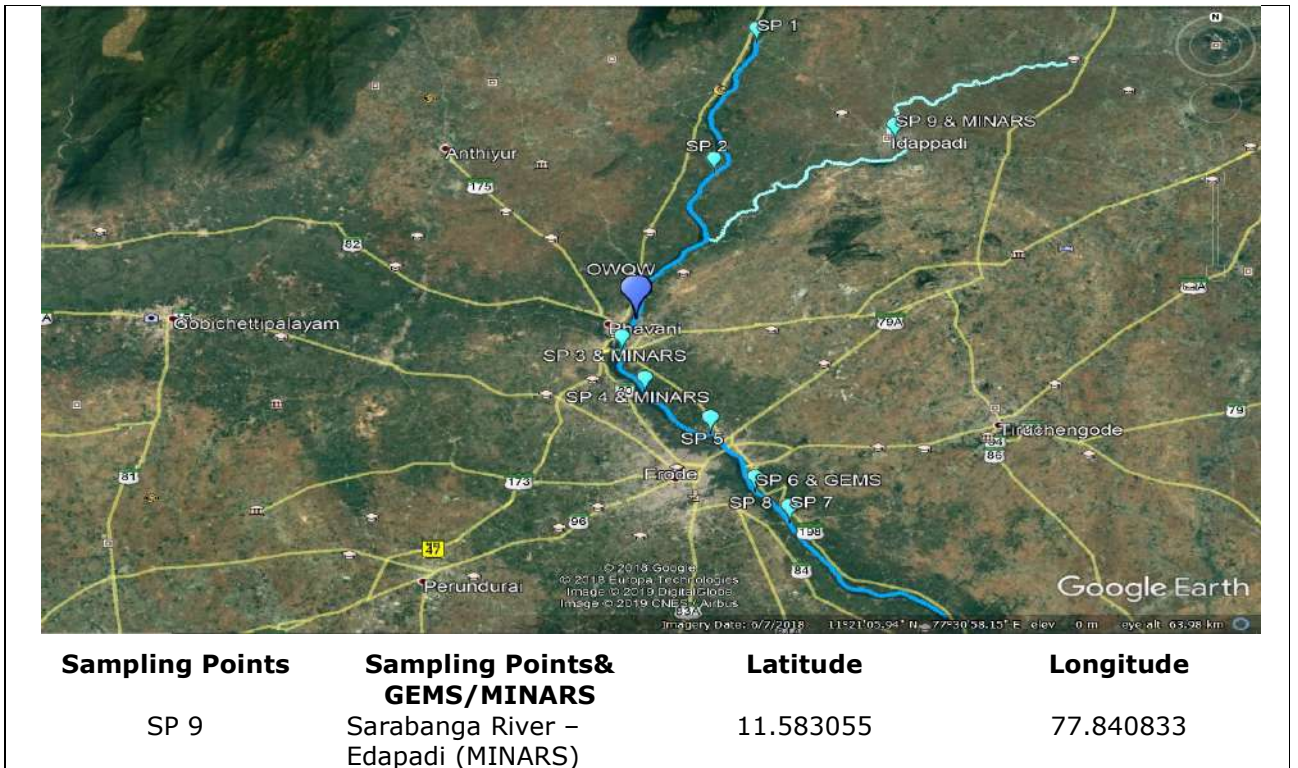 N
SP 1
SP 9 & MINARS
Idappadi
SP 2
Anthiyur
175
82
OWQW
Bhavani
Gobichettipalayam
79A
SP 3 & MINARS
SP 4 & MINARS
79
SP 5
Tiruchengode
86
Erode
81
173
SP 6 & GEMS
SP 8
SP 7
96
198
47
84
Perundurai
© 2018 Google
© 2018 Europa Technologies
Image © 2019 DigitalGlobe
Image © 2019 CNES / Airbus
83A
Google Earth
Imagery Date: 6/7/2018 11°21'05.94" N 77°30'58.15" E elev 0 m eye alt 63.98 km
Sampling Points Sampling Points& Latitude Longitude
GEMS/MINARS
SP 9 Sarabanga River – 11.583055 77.840833
Edapadi (MINARS)